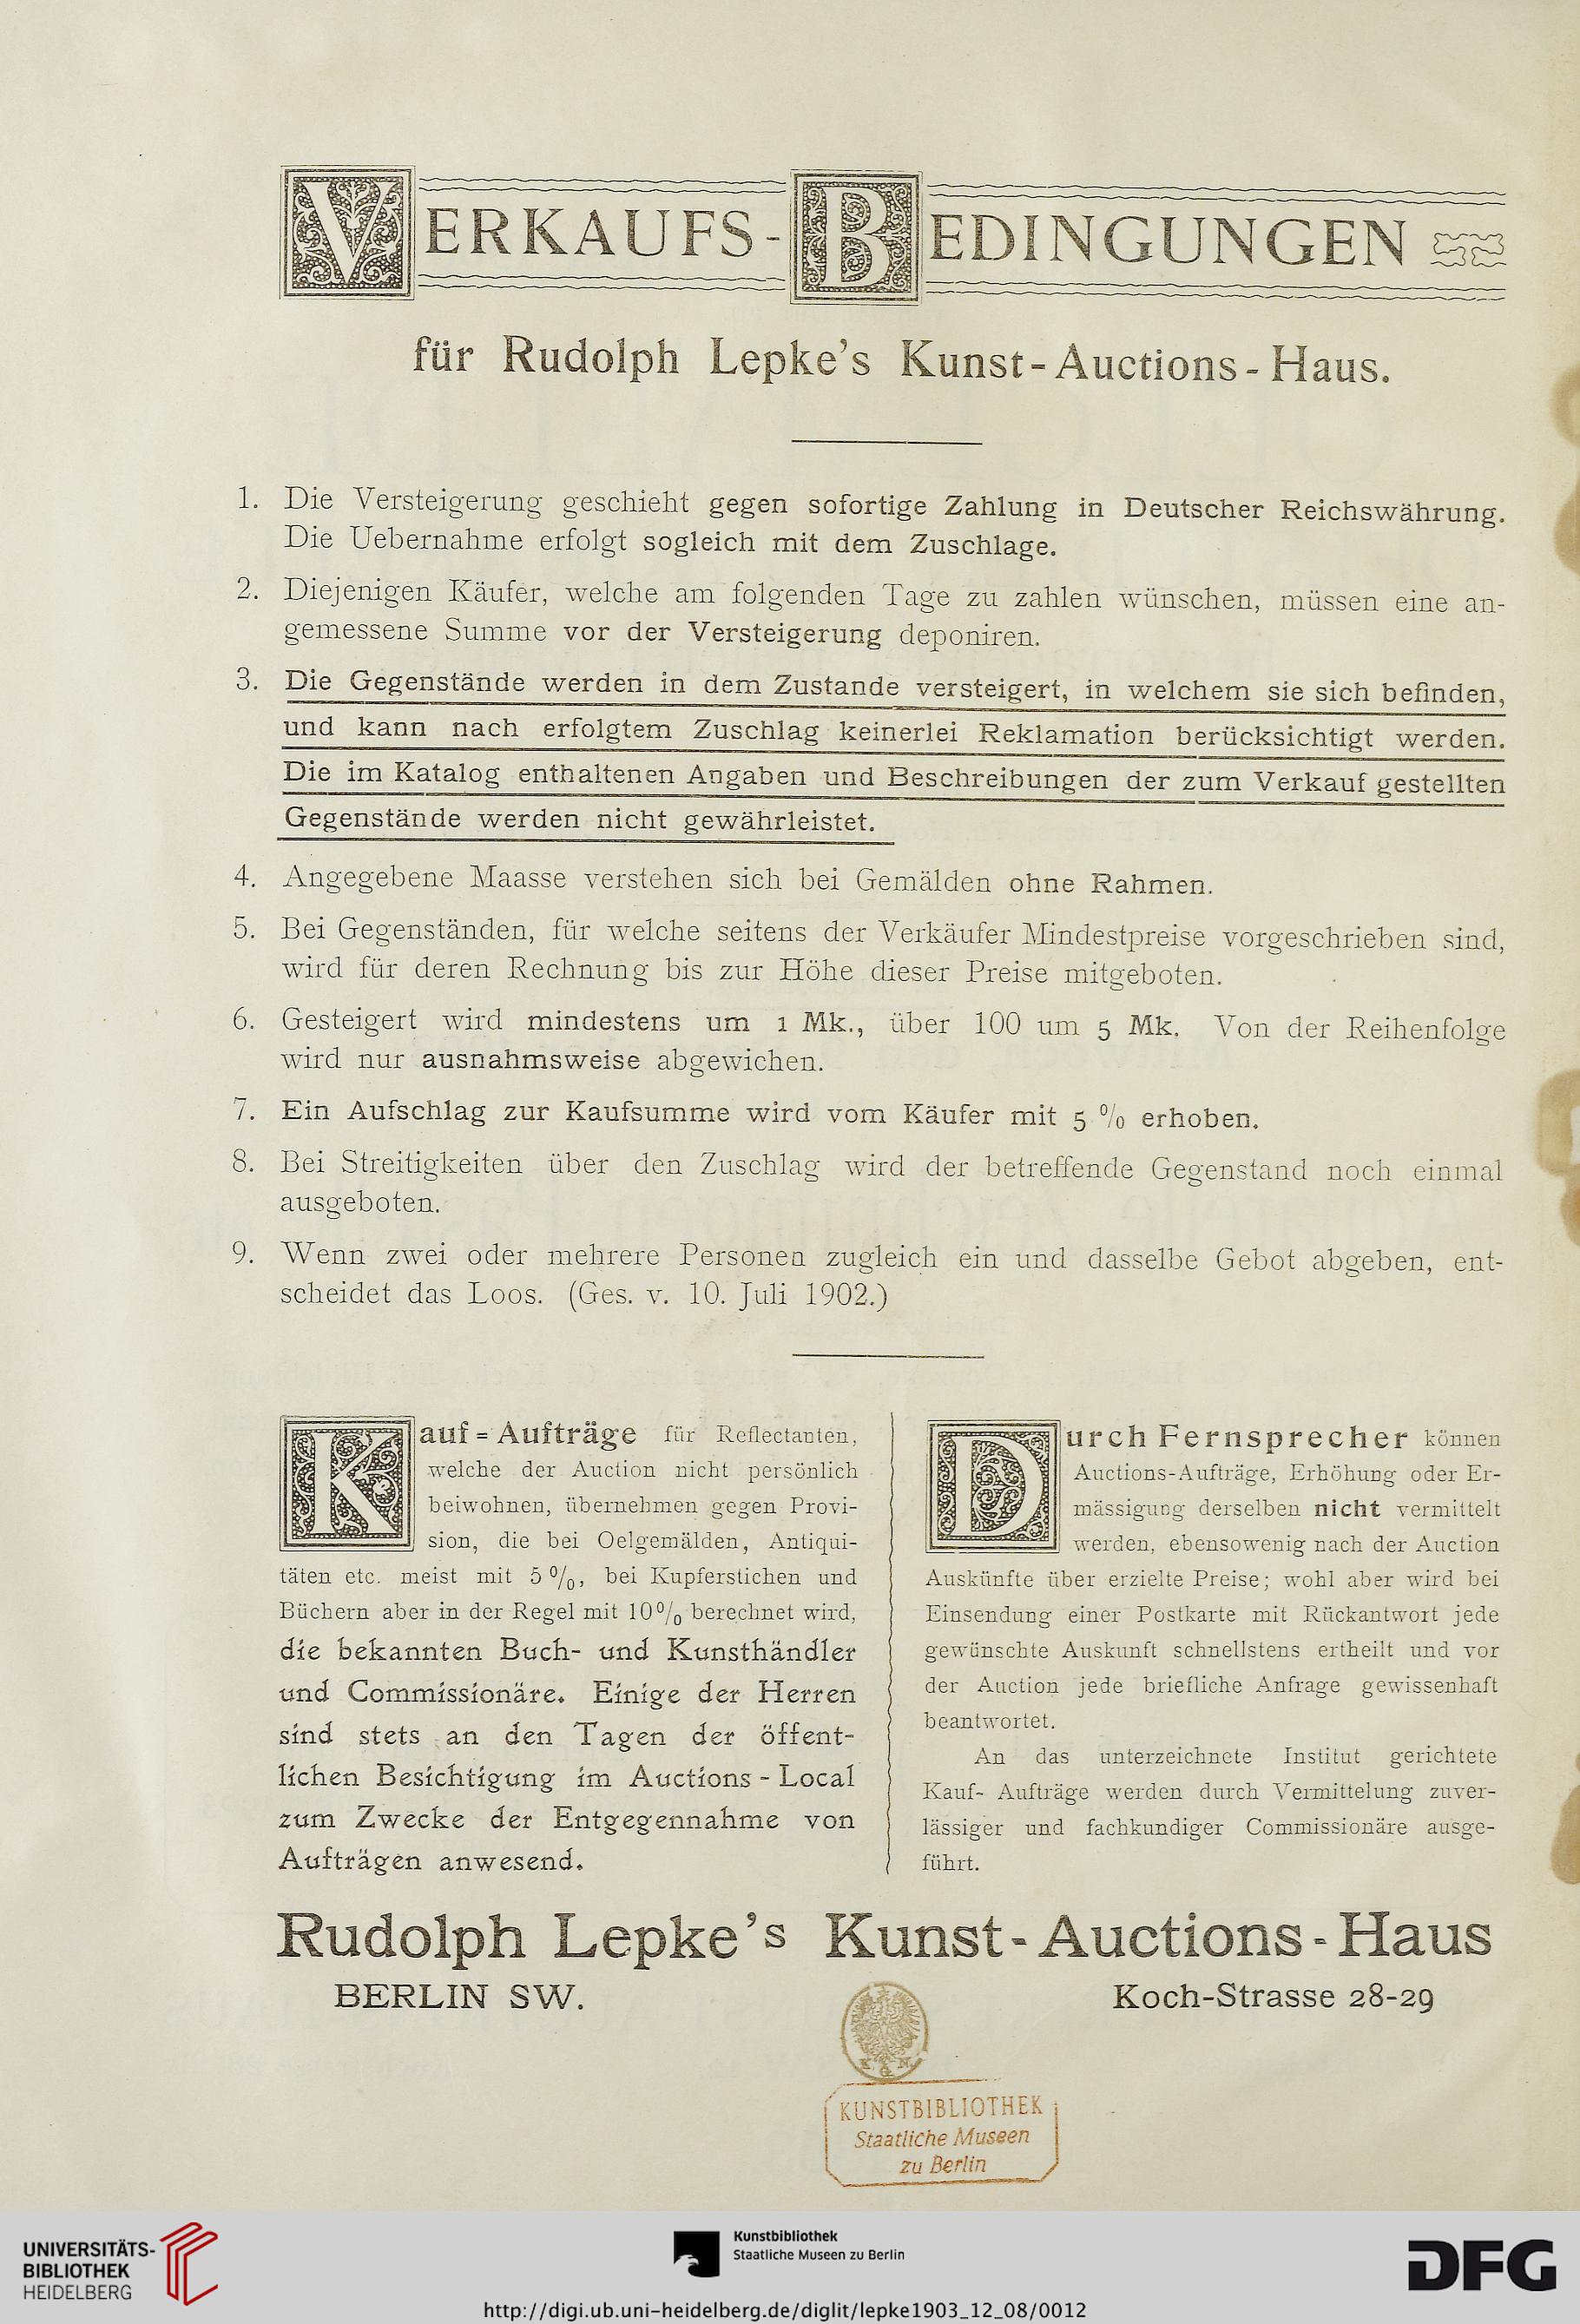 VERKAUFS-BEDINGUNGEN
für Rudolph Lepke's Kunst-Auctions-Haus.
1. Die Versteigerung geschieht gegen sofortige Zahlung in Deutscher Reichswährung.
Die Uebernahme erfolgt sogleich mit dem Zuschlage.
2. Diejenigen Käufer, welche am folgenden Tage zu zahlen wünschen, müssen eine an-
gemessene Summe vor der Versteigerung deponiren.
3. Die Gegenstände werden in dem Zustande versteigert, in welchem sie sich befinden,
und kann nach erfolgtem Zuschlag keinerlei Reklamation berücksichtigt werden.
Die im Katalog enthaltenen Angaben und Beschreibungen der zum Verkauf gestellten
Gegenstände werden nicht gewährleistet.
4. Angegebene Maasse verstehen sich bei Gemälden ohne Rahmen.
5. Bei Gegenständen, für welche seitens der Verkäufer Mindestpreise vorgeschrieben sind,
wird für deren Rechnung bis zur Höhe dieser Preise mitgeboten.
6. Gesteigert wird mindestens um 1 Mk., über 100 um 5 Mk. Von der Reihenfolge
wird nur ausnahmsweise abgewichen.
7. Ein Aufschlag zur Kaufsumme wird vom Käufer mit 5 % erhoben.
8. Bei Streitigkeiten über den Zuschlag wird der betreffende Gegenstand noch einmal
ausgeboten.
9. Wenn zwei oder mehrere Personen zugleich ein und dasselbe Gebot abgeben, ent-
scheidet das Loos. (Ges. v. 10. Juli 1902.)
Kauf=Aufträge für Reflectanten,
welche der Auction nicht persönlich
beiwohnen, übernehmen gegen Provi-
sion, die bei Oelgemälden, Antiqui-
täten etc. meist mit 5 %, bei Kupferstichen und
Büchern aber in der Regel mit 10% berechnet wird,
die bekannten Buch- und Kunsthändler
und Commissionäre. Einige der Herren
sind stets an den Tagen der öffent-
lichen Besichtigung im Auctions-Local
zum Zwecke der Entgegennahme von
Aufträgen anwesend.
Durch Fernsprecher können
Auctions-Aufträge, Erhöhung oder Er-
mässigung derselben nicht vermittelt
werden, ebensowenig nach der Auction
Auskünfte über erzielte Preise; wohl aber wird bei
Einsendung einer Postkarte mit Rückantwort jede
gewünschte Auskunft schnellstens ertheilt und vor
der Auction jede briefliche Anfrage gewissenhaft
beantwortet.
An das unterzeichnete Institut gerichtete
Kauf-Aufträge werden durch Vermittelung zuver-
lässiger und fachkundiger Commissionäre ausge-
führt.
Rudolph Lepke's Kunst-Auctions-Haus
BERLIN SW. Koch-Strasse 28-29
K. G. N.
KUNSTBIBLIOTHEK
Staatliche Museen
zu Berlin
UNIVERSITÄTS-
BIBLIOTHEK
HEIDELBERG
Kunstbibliothek
Staatliche Museen zu Berlin
DFG
http://digi.ub.uni-heidelberg.de/diglit/lepke1903_12_08/0012